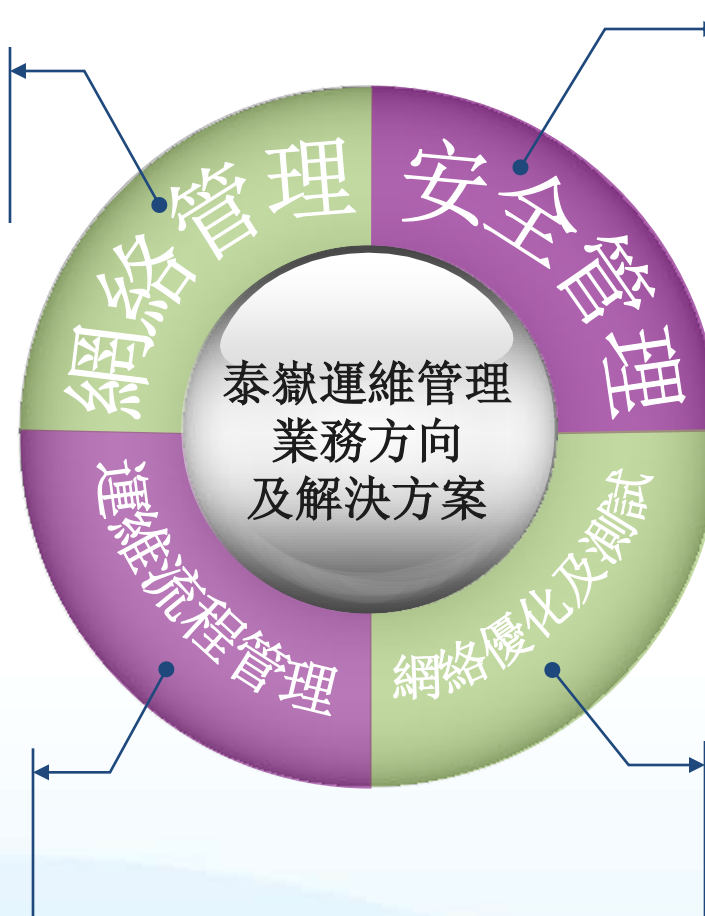 網絡管理
安全管理
泰嶽運維管理
業務方向
及解決方案
運維流程管理
網絡優化及測試